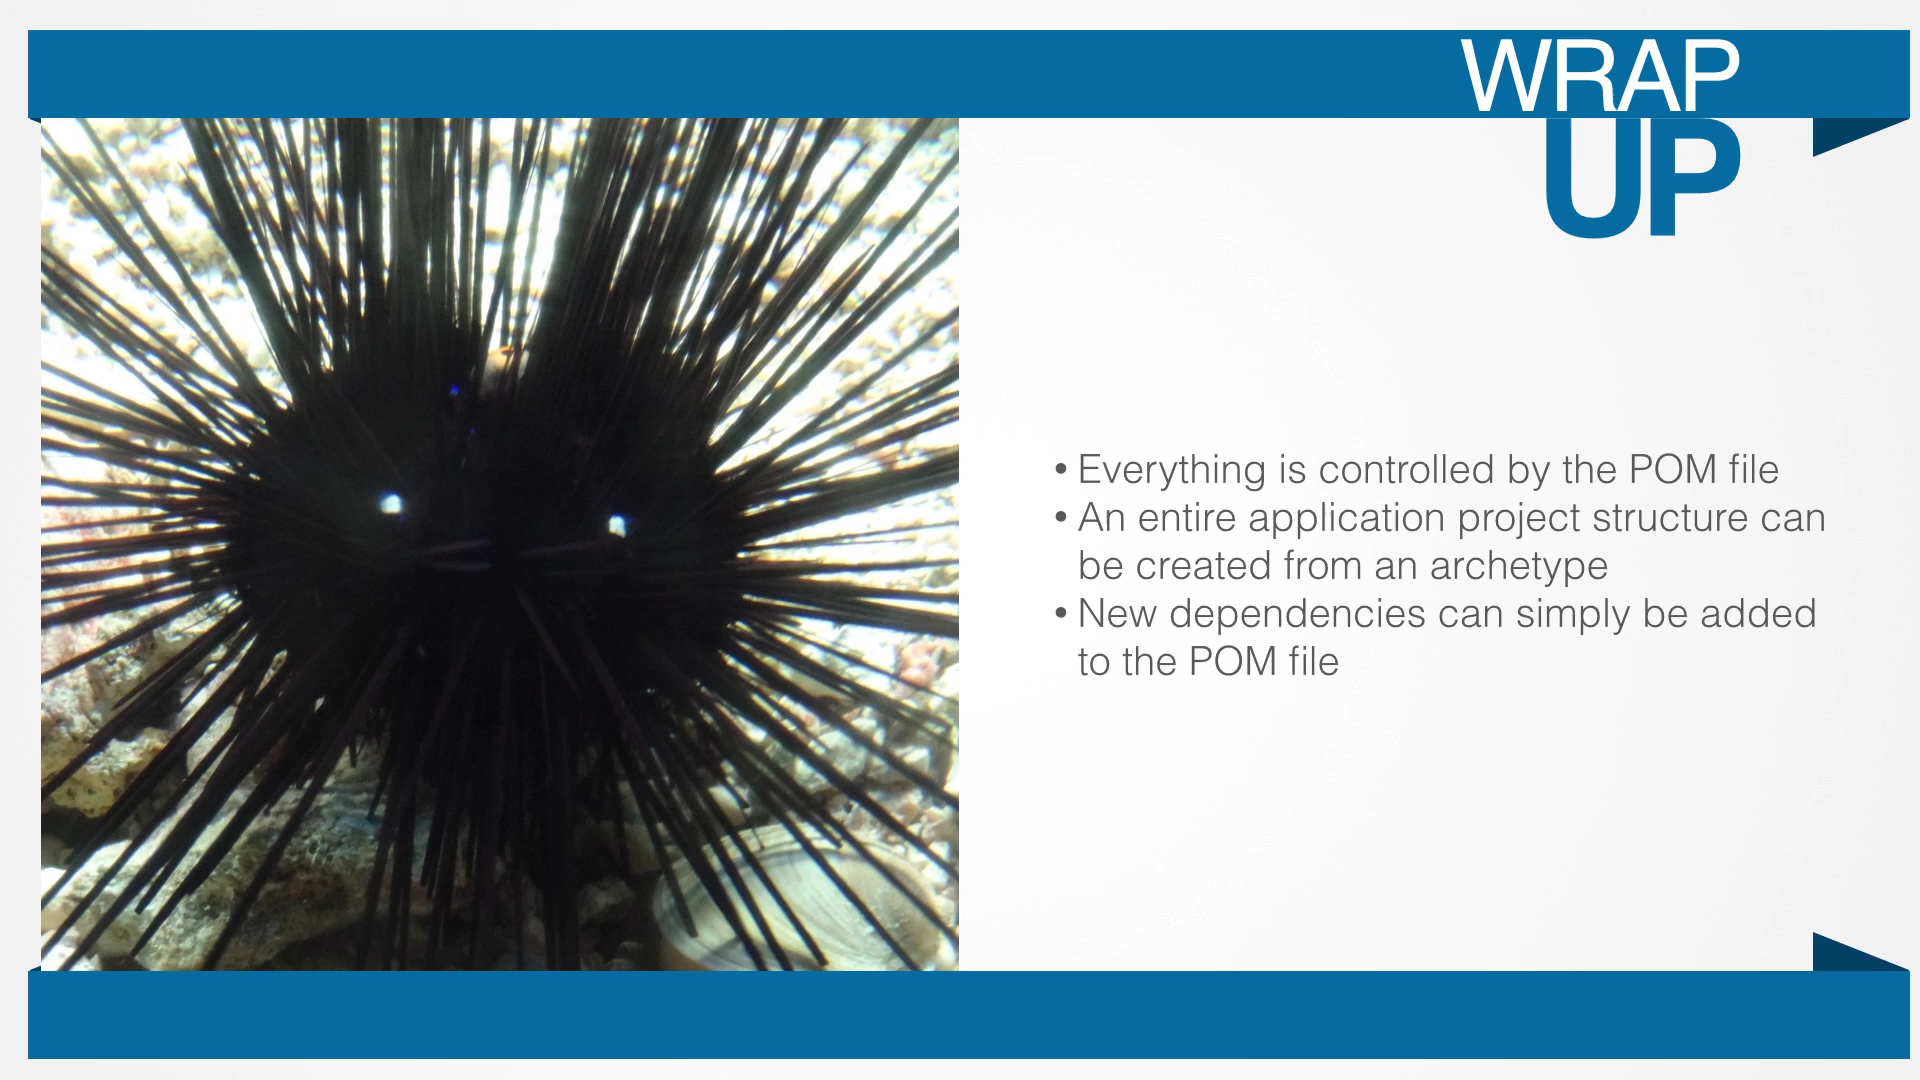 WRAP
UP
• Everything is controlled by the POM file
• An entire application project structure can
be created from an archetype
• New dependencies can simply be added
to the POM file